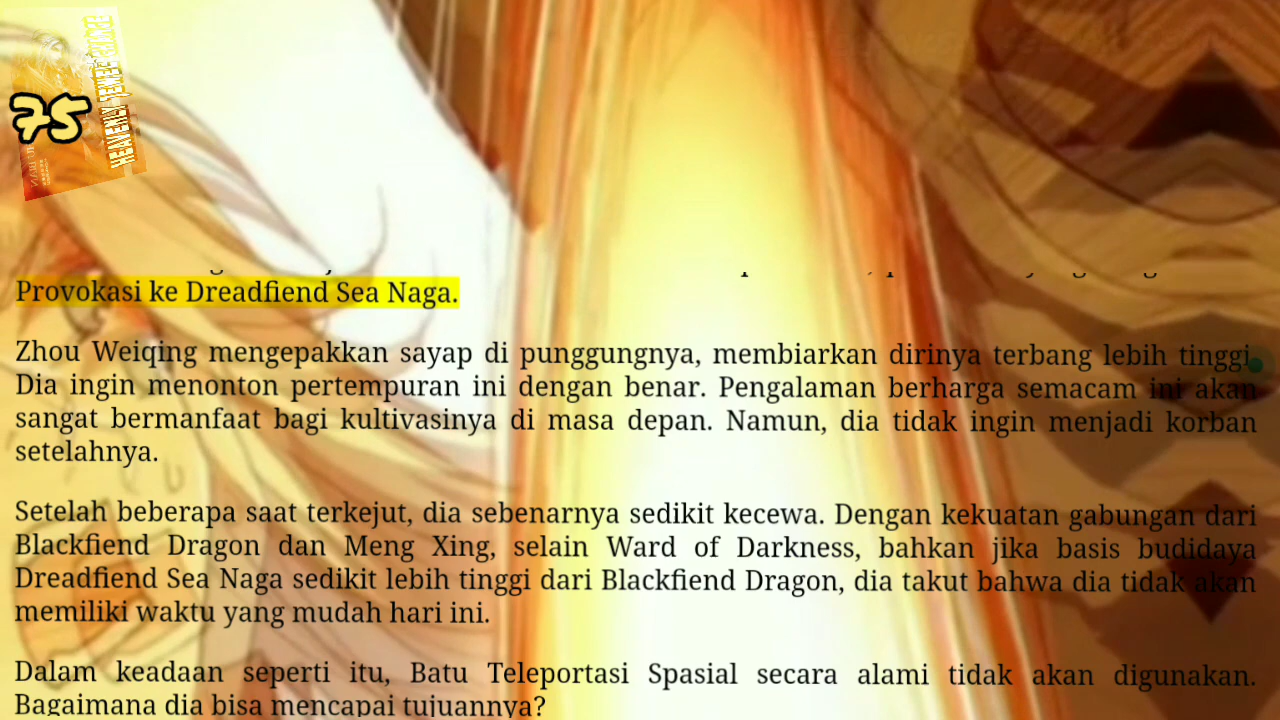 75
HEAVENLY JEWEL CHANGE
Provokasi ke Dreadfiend Sea Naga.
Zhou Weiqing mengepakkan sayap di punggungnya, membiarkan dirinya terbang lebih tinggi.
Dia ingin menonton pertempuran ini dengan benar. Pengalaman berharga semacam ini akan
sangat bermanfaat bagi kultivasinya di masa depan. Namun, dia tidak ingin menjadi korban
setelahnya.
Setelah beberapa saat terkejut, dia sebenarnya sedikit kecewa. Dengan kekuatan gabungan dari
Blackfiend Dragon dan Meng Xing, selain Ward of Darkness, bahkan jika basis budidaya
Dreadfiend Sea Naga sedikit lebih tinggi dari Blackfiend Dragon, dia takut bahwa dia tidak akan
memiliki waktu yang mudah hari ini.
Dalam keadaan seperti itu, Batu Teleportasi Spasial secara alami tidak akan digunakan.
Bagaimana dia bisa mencapai tujuannya?